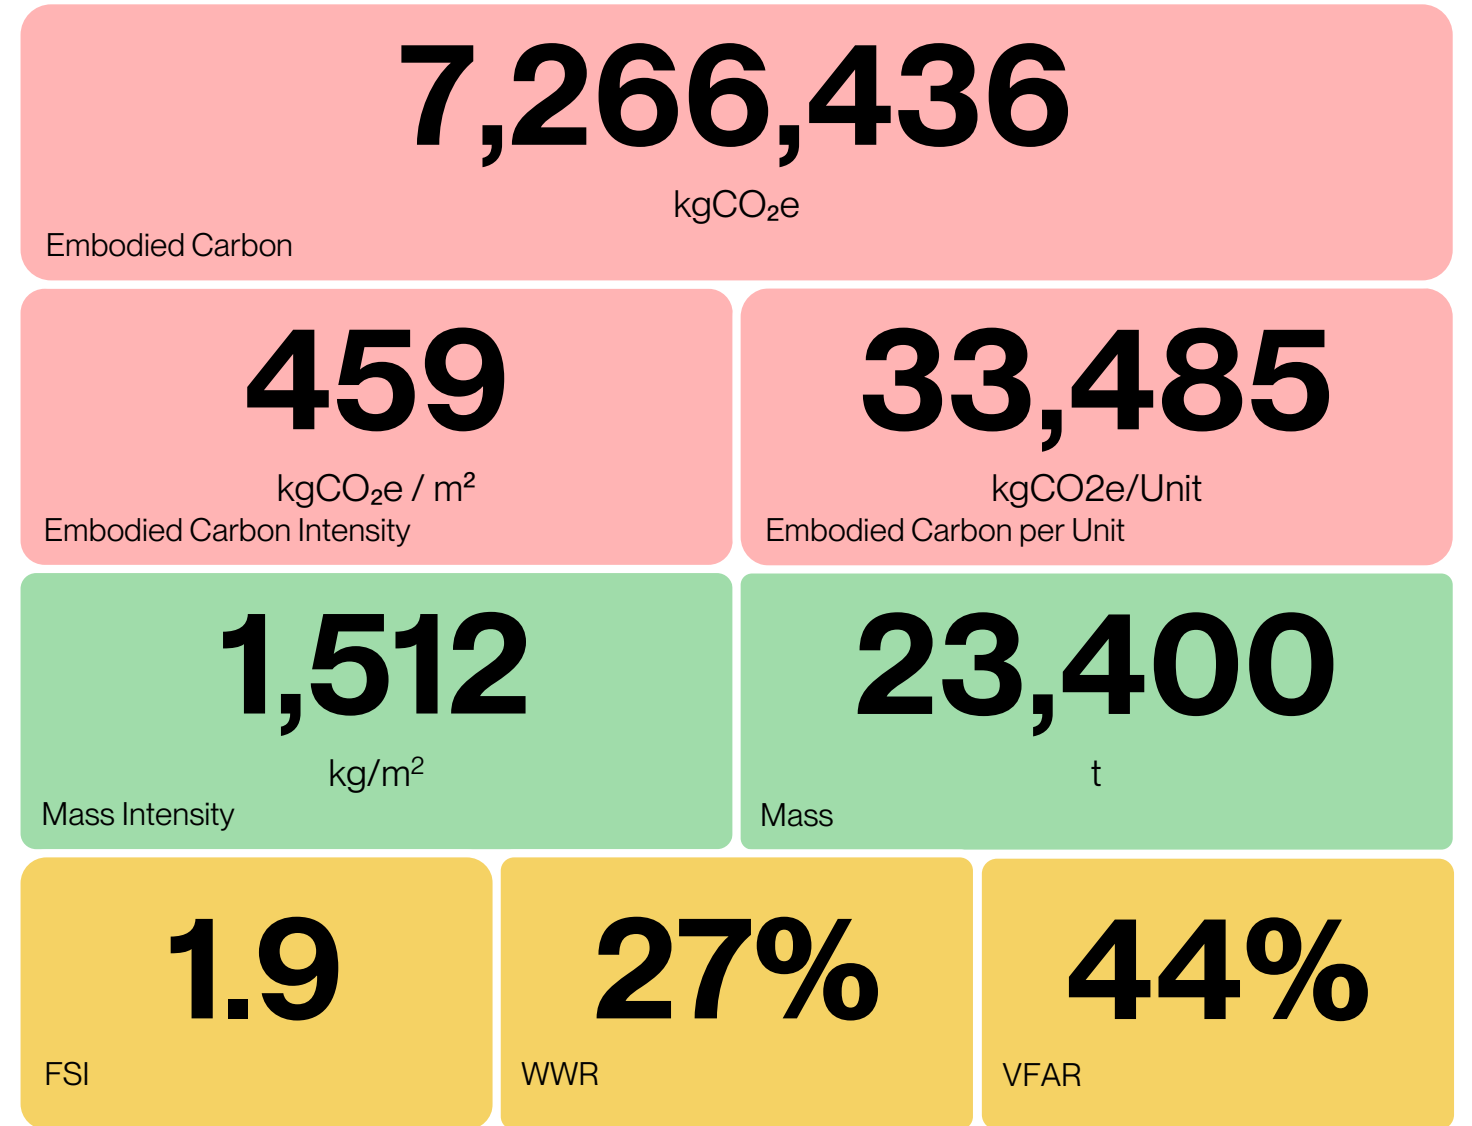 7,266,436
kgCO₂e
Embodied Carbon
459
kgCO₂e / m²
Embodied Carbon Intensity
33,485
kgCO2e/Unit
Embodied Carbon per Unit
1,512
kg/m²
Mass Intensity
23,400
t
Mass
1.9
FSI
27%
WWR
44%
VFAR